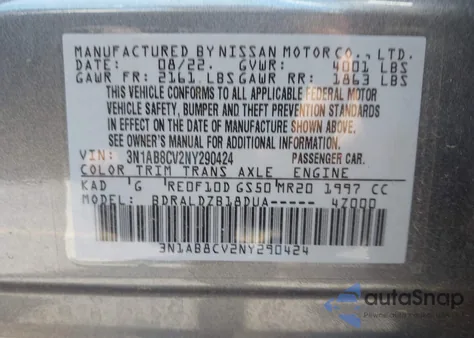 MANUFACTURED BY NISSAN MOTOR CO., LTD.
DATE: 08/22. GVWR: 4001 LBS
GAWR FR: 2161 LBS GAWR RR: 1863 LBS
THIS VEHICLE CONFORMS TO ALL APPLICABLE FEDERAL MOTOR
VEHICLE SAFETY, BUMPER AND THEFT PREVENTION STANDARDS
IN EFFECT ON THE DATE OF MANUFACTURE SHOWN ABOVE.
SEE OWNER'S MANUAL FOR ADDITIONAL INFORMATION
VIN: 3N1AB8CV2NY290424 PASSENGER CAR.
COLOR TRIM TRANS AXLE ENGINE
KAD G RE0F10D GS50 MR20 1997 CC
MODEL: BDRALDZB18DUA----- 4Z000
3N1AB8CV2NY290424
autoSnap